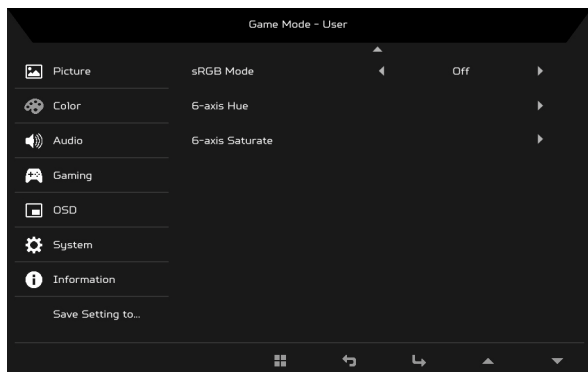 Game Mode - User
Picture
sRGB Mode Off
Color
6-axis Hue
Audio
6-axis Saturate
Gaming
OSD
System
Information
Save Setting to...